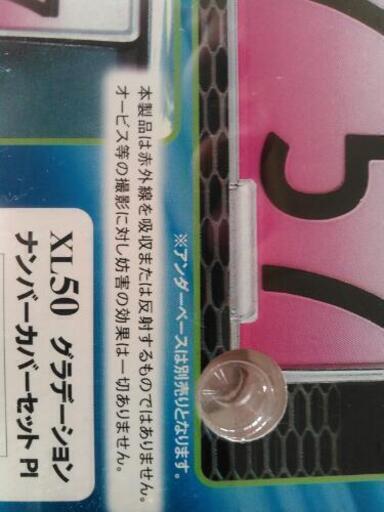 本製品は赤外線を吸収または反射するものではありません。
オービス等の撮影に対し妨害の効果は一切ありません。
※アンダーベースは別売りとなります。
XL50 グラデーション
ナンバーカバーセット PI
57